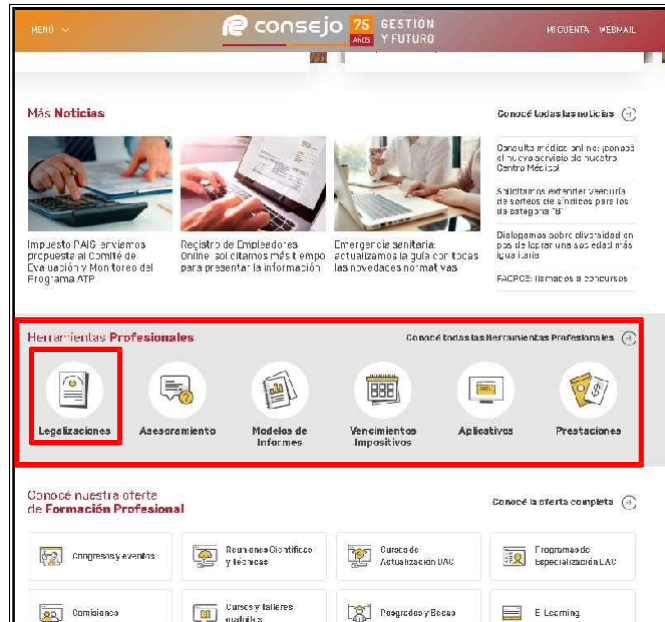 MENÚ
consejo 75 AÑOS GESTIÓN Y FUTURO
MI CUENTA WEBMAIL
Más Noticias
Conocé todas las noticias
Impuesto PAIS: enviamos
propuesta al Comité de
Evaluación y Monitoreo del
Programa ATP
Registro de Empleadores
Online: solicitamos más tiempo
para presentar la información
Emergencia sanitaria:
actualizamos la guía con todas
las novedades normativas
Consulta médica online: ¡conocé
el nuevo servicio de nuestro
Centro Médico!
Solicitamos extender veeduría
de sorteos de síndicos para los
de categoría "B"
Dialogamos sobre diversidad en
pos de lograr una sociedad más
igualitaria
FACPCE: llamados a concursos
Herramientas Profesionales
Conocé todas las Herramientas Profesionales
Legalizaciones
Asesoramiento
Modelos de
Informes
Vencimientos
Impositivos
Aplicativos
Prestaciones
Conocé nuestra oferta
de Formación Profesional
Conocé la oferta completa
Congresos y eventos
Reuniones Científicas
y Técnicas
Cursos de
Actualización DAC
Programas de
Especialización EAC
Comisiones
Cursos y Talleres
gratuitos
Posgrados y Becas
E-Learning